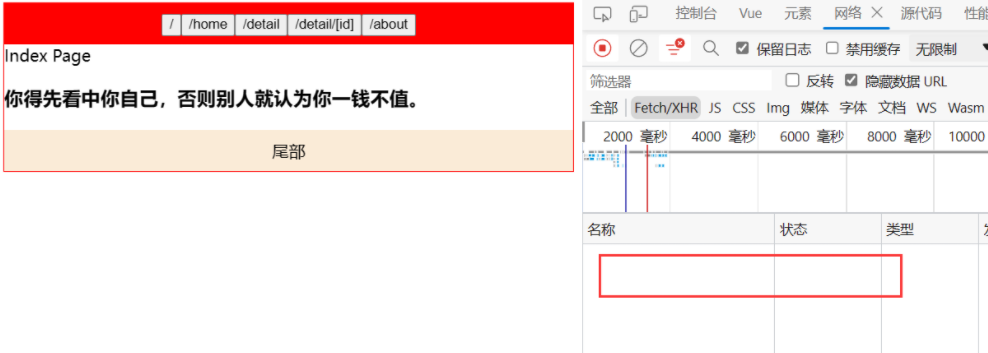 / /home /detail /detail/[id] /about
Index Page
你得先看中你自己，否则别人就认为你一钱不值。
尾部
控制台 Vue 元素 网络 源代码 性能
保留日志 禁用缓存 无限制
筛选器 反转 隐藏数据 URL
全部 Fetch/XHR JS CSS Img 媒体 字体 文档 WS Wasm
2000 毫秒 4000 毫秒 6000 毫秒 8000 毫秒 10000
名称 状态 类型